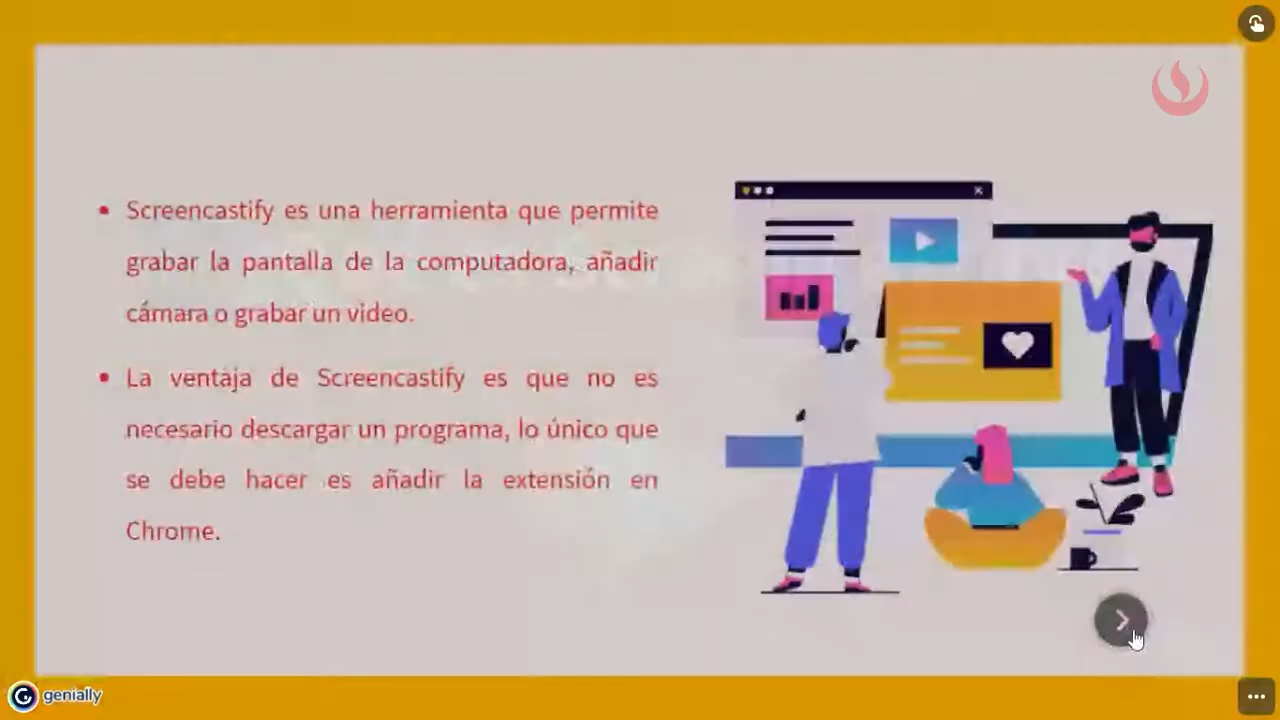 Screencastify es una herramienta que permite
grabar la pantalla de la computadora, añadir
cámara o grabar un video.
La ventaja de Screencastify es que no es
necesario descargar un programa, lo único que
se debe hacer es añadir la extensión en
Chrome.
genially